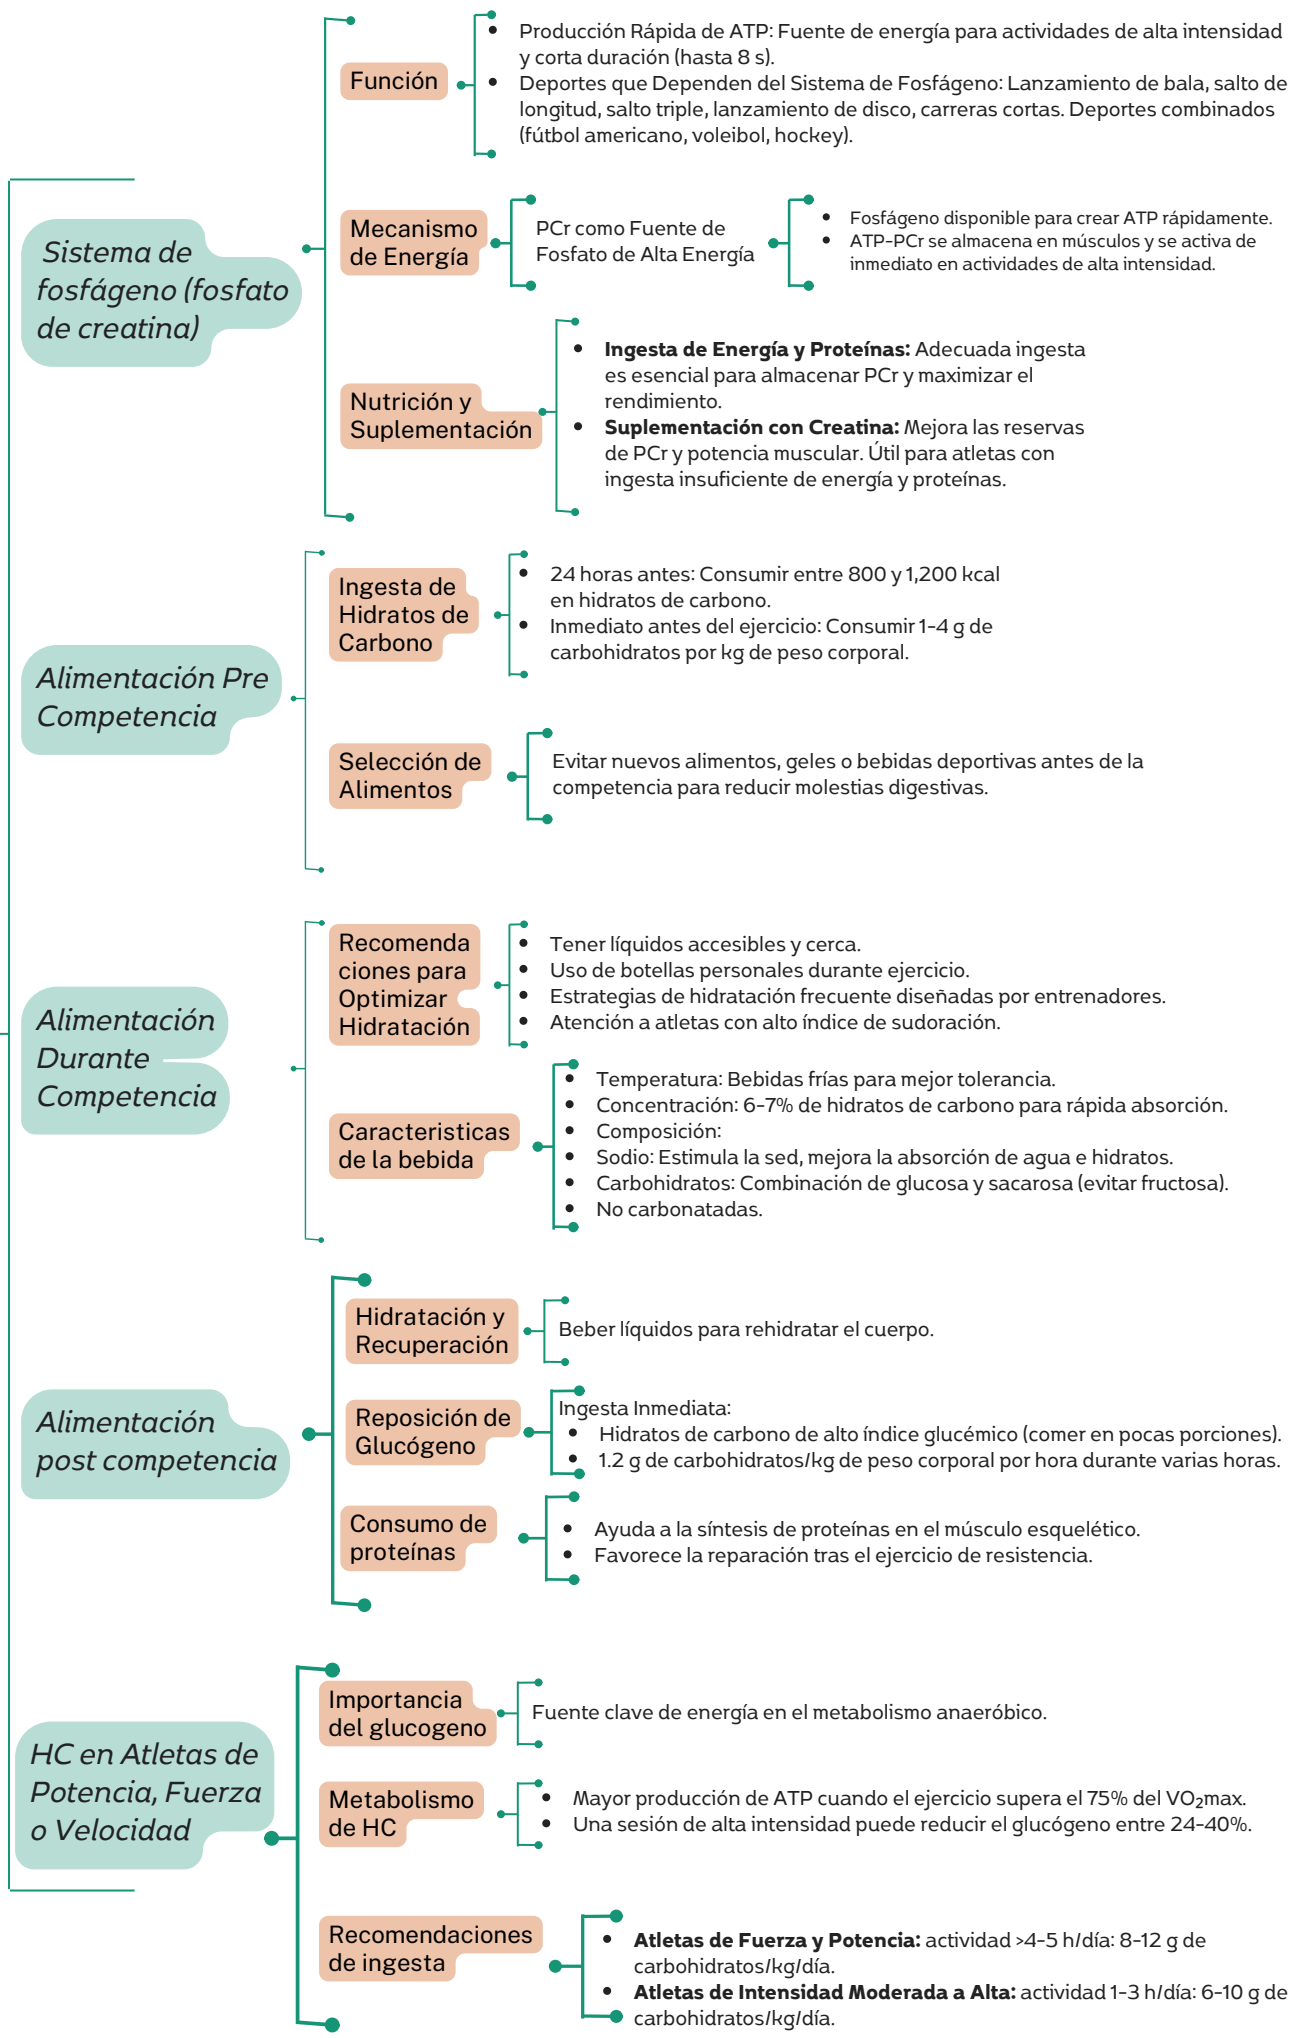 Sistema de
fosfágeno (fosfato
de creatina)
Función
Producción Rápida de ATP: Fuente de energía para actividades de alta intensidad
y corta duración (hasta 8 s).
Deportes que Dependen del Sistema de Fosfágeno: Lanzamiento de bala, salto de
longitud, salto triple, lanzamiento de disco, carreras cortas. Deportes combinados
(fútbol americano, voleibol, hockey).
Mecanismo
de Energía
PCr como Fuente de
Fosfato de Alta Energía
Fosfágeno disponible para crear ATP rápidamente.
ATP-PCr se almacena en músculos y se activa de
inmediato en actividades de alta intensidad.
Nutrición y
Suplementación
Ingesta de Energía y Proteínas: Adecuada ingesta
es esencial para almacenar PCr y maximizar el
rendimiento.
Suplementación con Creatina: Mejora las reservas
de PCr y potencia muscular. Útil para atletas con
ingesta insuficiente de energía y proteínas.
Alimentación Pre
Competencia
Ingesta de
Hidratos de
Carbono
24 horas antes: Consumir entre 800 y 1,200 kcal
en hidratos de carbono.
Inmediato antes del ejercicio: Consumir 1-4 g de
carbohidratos por kg de peso corporal.
Selección de
Alimentos
Evitar nuevos alimentos, geles o bebidas deportivas antes de la
competencia para reducir molestias digestivas.
Alimentación
Durante
Competencia
Recomenda
ciones para
Optimizar
Hidratación
Tener líquidos accesibles y cerca.
Uso de botellas personales durante ejercicio.
Estrategias de hidratación frecuente diseñadas por entrenadores.
Atención a atletas con alto índice de sudoración.
Caracteristicas
de la bebida
Temperatura: Bebidas frías para mejor tolerancia.
Concentración: 6-7% de hidratos de carbono para rápida absorción.
Composición:
Sodio: Estimula la sed, mejora la absorción de agua e hidratos.
Carbohidratos: Combinación de glucosa y sacarosa (evitar fructosa).
No carbonatadas.
Alimentación
post competencia
Hidratación y
Recuperación
Beber líquidos para rehidratar el cuerpo.
Reposición de
Glucógeno
Ingesta Inmediata:
Hidratos de carbono de alto índice glucémico (comer en pocas porciones).
1.2 g de carbohidratos/kg de peso corporal por hora durante varias horas.
Consumo de
proteínas
Ayuda a la síntesis de proteínas en el músculo esquelético.
Favorece la reparación tras el ejercicio de resistencia.
HC en Atletas de
Potencia, Fuerza
o Velocidad
Importancia
del glucogeno
Fuente clave de energía en el metabolismo anaeróbico.
Metabolismo
de HC
Mayor producción de ATP cuando el ejercicio supera el 75% del VO₂max.
Una sesión de alta intensidad puede reducir el glucógeno entre 24-40%.
Recomendaciones
de ingesta
Atletas de Fuerza y Potencia: actividad >4-5 h/día: 8-12 g de
carbohidratos/kg/día.
Atletas de Intensidad Moderada a Alta: actividad 1-3 h/día: 6-10 g de
carbohidratos/kg/día.